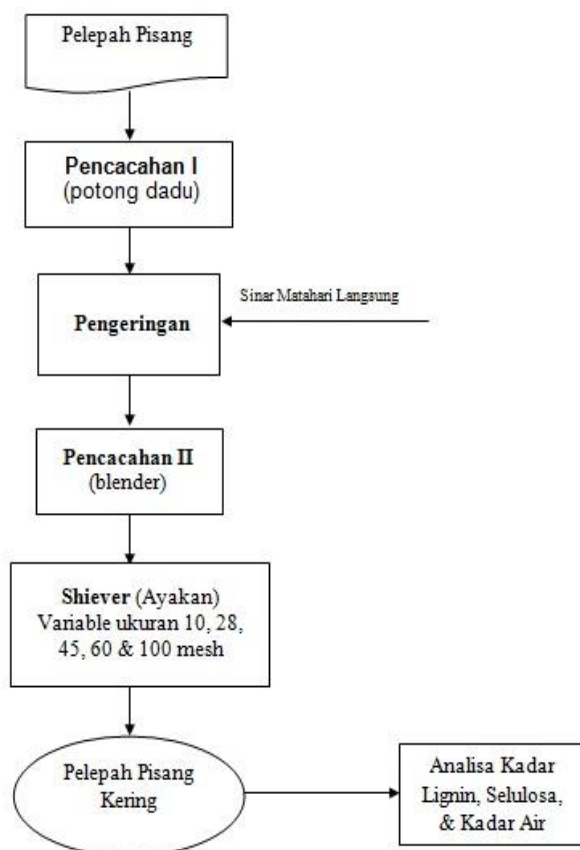 Pelepah Pisang
Pencacahan I
(potong dadu)
Sinar Matahari Langsung
Pengeringan
Pencacahan II
(blender)
Shiever (Ayakan)
Variable ukuran 10, 28,
45, 60 & 100 mesh
Pelepah Pisang
Kering
Analisa Kadar
Lignin, Selulosa,
& Kadar Air